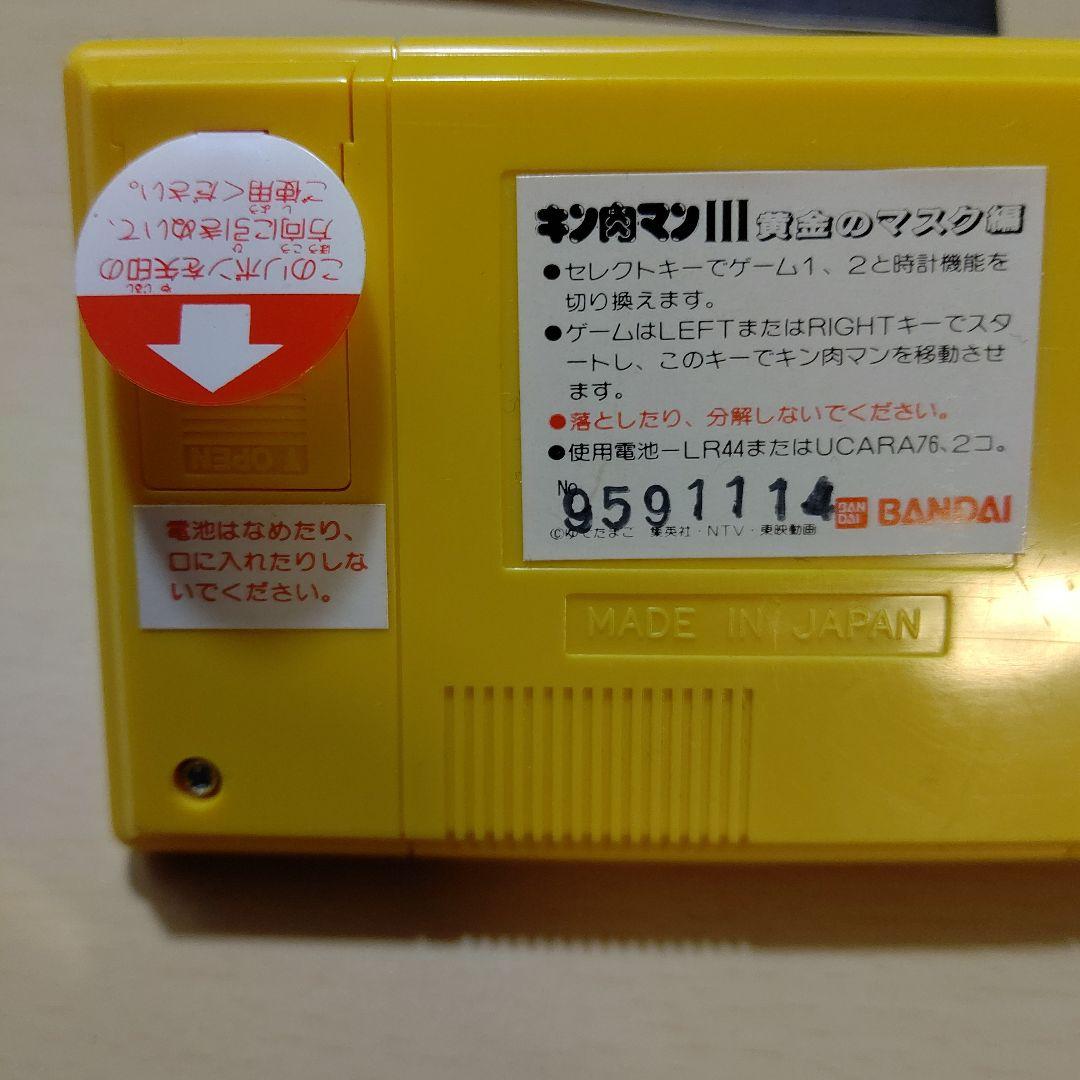 このリボンを矢印の
方向に引きぬいて、
ご使用ください。
OPEN
電池はなめたり、
口に入れたりしな
いでください。
キン肉マンIII 黄金のマスク編
●セレクトキーでゲーム1、2と時計機能を
切り換えます。
●ゲームはLEFTまたはRIGHTキーでスタ
ートし、このキーでキン肉マンを移動させ
ます。
●落としたり、分解しないでください。
●使用電池ーLR44またはUCARA76、2コ。
No. 9591114 BAN DAI BANDAI
©ゆでたまご 集英社・NTV・東映動画
MADE IN JAPAN